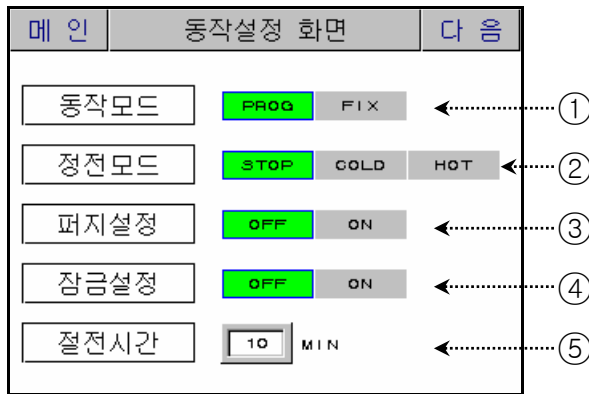 메 인 동작설정 화면 다 음
동작모드 PROG FIX ①
정전모드 STOP COLD HOT ②
퍼지설정 OFF ON ③
잠금설정 OFF ON ④
절전시간 10 MIN ⑤